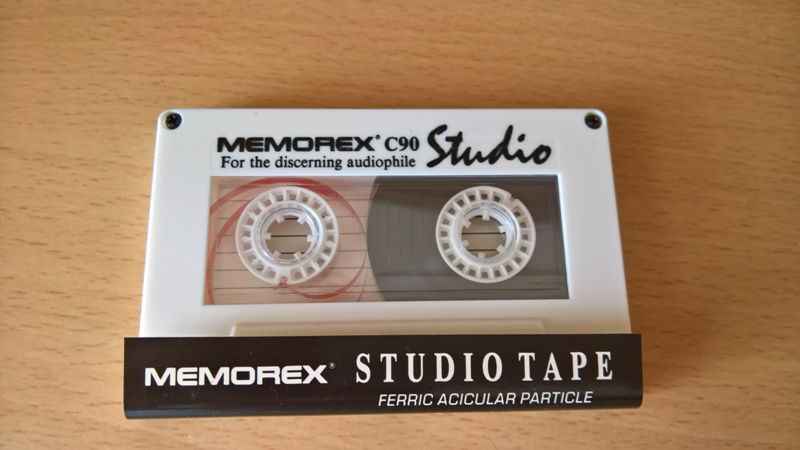 MEMOREX® C90 Studio
For the discerning audiophile
MEMOREX® STUDIO TAPE
FERRIC ACICULAR PARTICLE